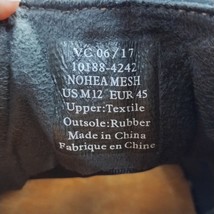 VC 06/17
10188-4242
NOHEA MESH
US M12 EUR 45
Upper:Textile
Outsole:Rubber
Made in China
Fabrique en Chine